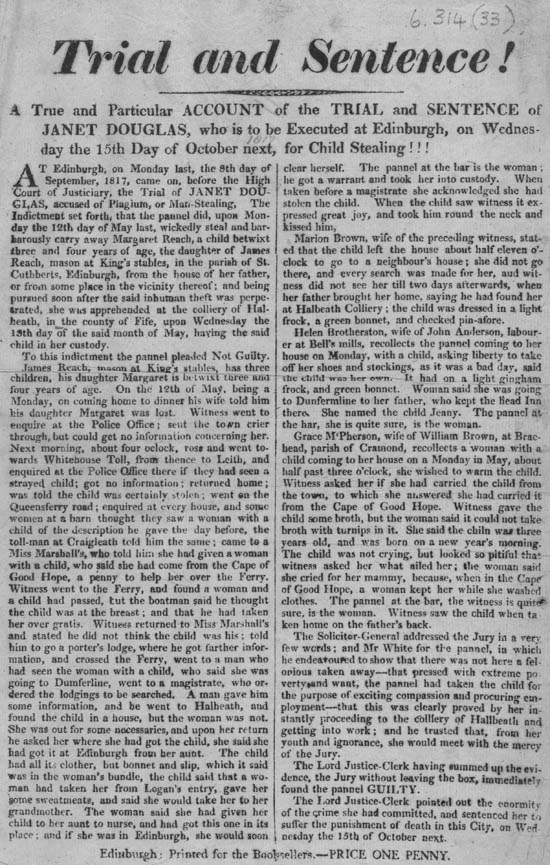 6. 314 (33)
Trial and Sentence!
A True and Particular ACCOUNT of the TRIAL and SENTENCE of
JANET DOUGLAS, who is to be Executed at Edinburgh, on Wednes-
day the 15th Day of October next, for Child Stealing!!!
1817
AT Edinburgh, on Monday last, the 8th day of
September, 1817, came on, before the High
Court of Justiciary, the Trial of JANET DOU-
GLAS, accused of Plagium, or Man-Stealing, The
Indictment set forth, that the pannel did, upon Mon-
day the 12th day of May last, wickedly steal and bar-
barously carry away Margaret Reach, a child betwixt
three and four years of age, the daughter of James
Reach, mason at King's stables, in the parish of St.
Cuthberts, Edinburgh, from the house of her father,
or from some place in the vicinity thereof; and being
pursued soon after the said inhuman theft was perpe-
trated, she was apprehended at the colliery of Hal-
heath, in the county of Fife, upon Wednesday the
13th day of the said month of May, having the said
child in her custody.
To this indictment the pannel pleaded Not Guilty.
James Reach, mason at King's stables, has three
children, his daughter Margaret is betwixt three and
four years of age. On the 12th of May, being a
Monday, on coming home to dinner his wife told him
his daughter Margaret was lost. Witness went to
enquire at the Police Office; sent the town crier
through, but could get no information concerning her.
Next morning, about four oclock, rose and went to-
wards Whitehouse Toll, from thence to Leith, and
enquired at the Police Office there if they had seen a
strayed child; got no information; returned home;
was told the child was certainly stolen; went on the
Queensferry road; enquired at every house, and some
women at a barn thought they saw a woman with a
child of the description he gave the day before, the
toll-man at Craigleath told him the same; came to a
Miss Marshall's, who told him she had given a woman
with a child, who said she had come from the Cape of
Good Hope, a penny to help her over the Ferry.
Witness went to the Ferry, and found a woman and
a child had passed, but the boatman said he thought
the child was at the breast; and that he had taken
her over gratis. Witness returned to Miss Marshall's
and stated he did not think the child was his; told
him to go a porter's lodge, where he got farther infor-
mation, and crossed the Ferry, went to a man who
had seen the woman with a child, who said she was
going to Dumferline, went to a magistrate, who or-
dered the lodgings to be searched. A man gave him
some information, and he went to Halheath, and
found the child in a house, but the woman was not.
She was out for some necessaries, and upon her return
he asked her where she had got the child, she said she
had got it at Edinburgh from her aunt. The child
had all its clother, but bonnet and slip, which it said
was in the woman's bundle, the child said that a wo-
man had taken her from Logan's entry, gave her
some sweetmeats, and said she would take her to her
grandmother. The woman said she had given her
child to her aunt to nurse, and had got this one in its
place; and if she was in Edinburgh, she would soon
clear herself. The pannel at the bar is the woman;
he got a warrant and took her into custody. When
taken before a magistrate she acknowledged she had
stolen the child. When the child saw witness it ex-
pressed great joy, and took him round the neck and
kissed him,
Marion Brown, wife of the preceding witness, stat-
ed that the child left the house about half eleven o'-
clock to go to a neighbour's house; she did not go
there, and every search was made for her, and wit-
ness did not see her till two days afterwards, when
her father brought her home, saying he had found her
at Halbeath Colliery; the child was dressed in a light
frock, a green bonnet, and checked pin-afore.
Helen Brotherston, wife of John Anderson, labour-
er at Bell's mills, recollects the pannel coming to her
house on Monday, with a child, asking liberty to take
off her shoes and stockings, as it was a bad day, said
the child was her own. It had on a light gingham
frock, and green bonnet. Woman said she was going
to Dunfermline to her father, who kept the Head Inn
there. She named the child Jeany. The pannel at
the bar, she is quite sure, is the woman.
Grace M'Pherson, wife of William Brown, at Brae-
head, parish of Cramond, recollects a woman with a
child coming to her house on a Monday in May, about
half past three o'clock, she wished to warm the child.
Witness asked her if she had carried the child from
the town, to which she answered she had carried it
from the Cape of Good Hope. Witness gave the
child some broth, but the woman said it could not take
broth with turnips in it. She said the child was three
years old, and was born on a new year's morning.
The child was not crying, but looked so pitiful that
witness asked her what ailed her; the woman said
she cried for her mammy, because, when in the Cape
of Good Hope, a woman kept her while she washed
clothes. The pannel at the bar, the witness is quite
sure, is the woman. Witness saw the child when ta
ken home on the father's back.
The Solicitor-General addressed the Jury in a very
few words; and Mr White for the pannel, in which
he endeavoured to show that there was not here a fel-
opious taken away—that pressed with extreme po
verty and want, the pannel had taken the child for
the purpose of exciting compassion and procuring en-
ployment—that this was clearly proved by her in-
stantly proceeding to the colliery of Hallbeath and
getting into work; and he trusted that, from her
youth and ignorance, she would meet with the mercy
of the Jury.
The Lord Justice-Clerk having summed up the evi-
dence, the Jury without leaving the box, immediately
found the pannel GUILTY.
The Lord Justice-Clerk pointed out the enormity
of the crime she had committed, and sentenced her to
suffer the punishment of death in this City, on Wed-
nesday the 15th of October next.
Edinburgh: Printed for the Booksellers.—PRICE ONE PENNY.